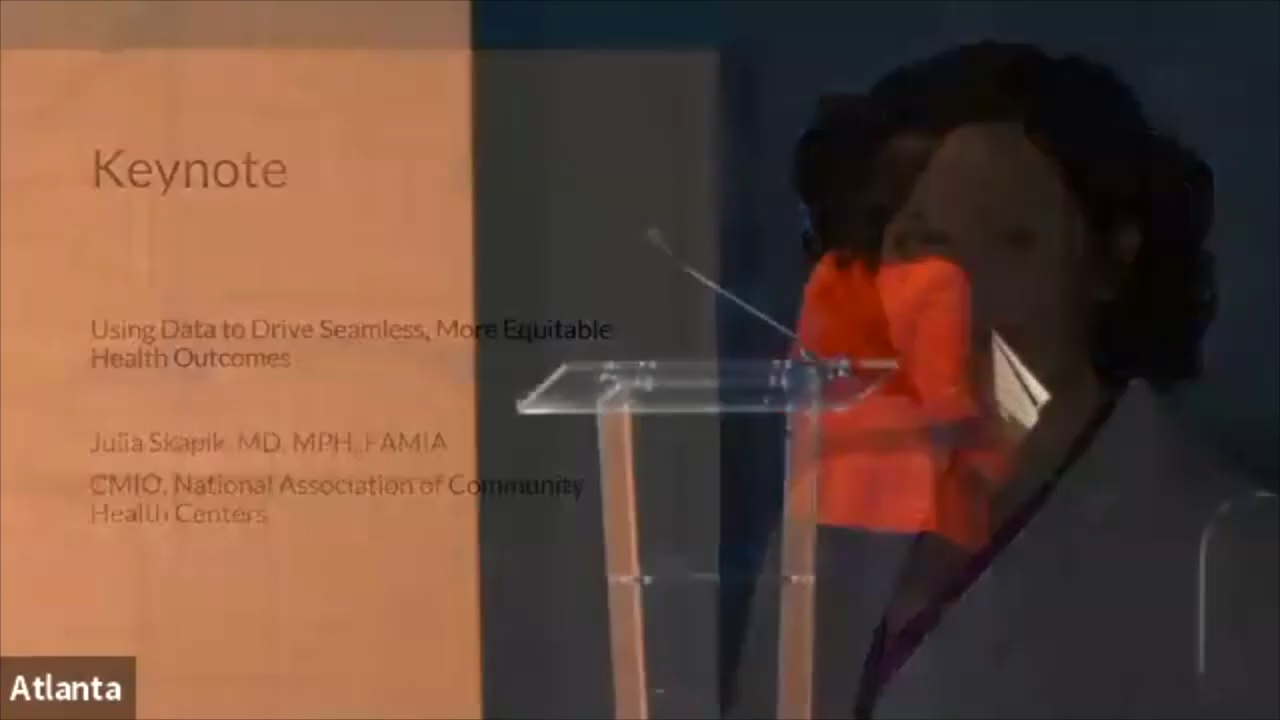 Keynote
Using Data to Drive Seamless, More Equitable
Health Outcomes
Julia Skapik, MD, MPH, FAMIA
CMIO, National Association of Community
Health Centers
Atlanta